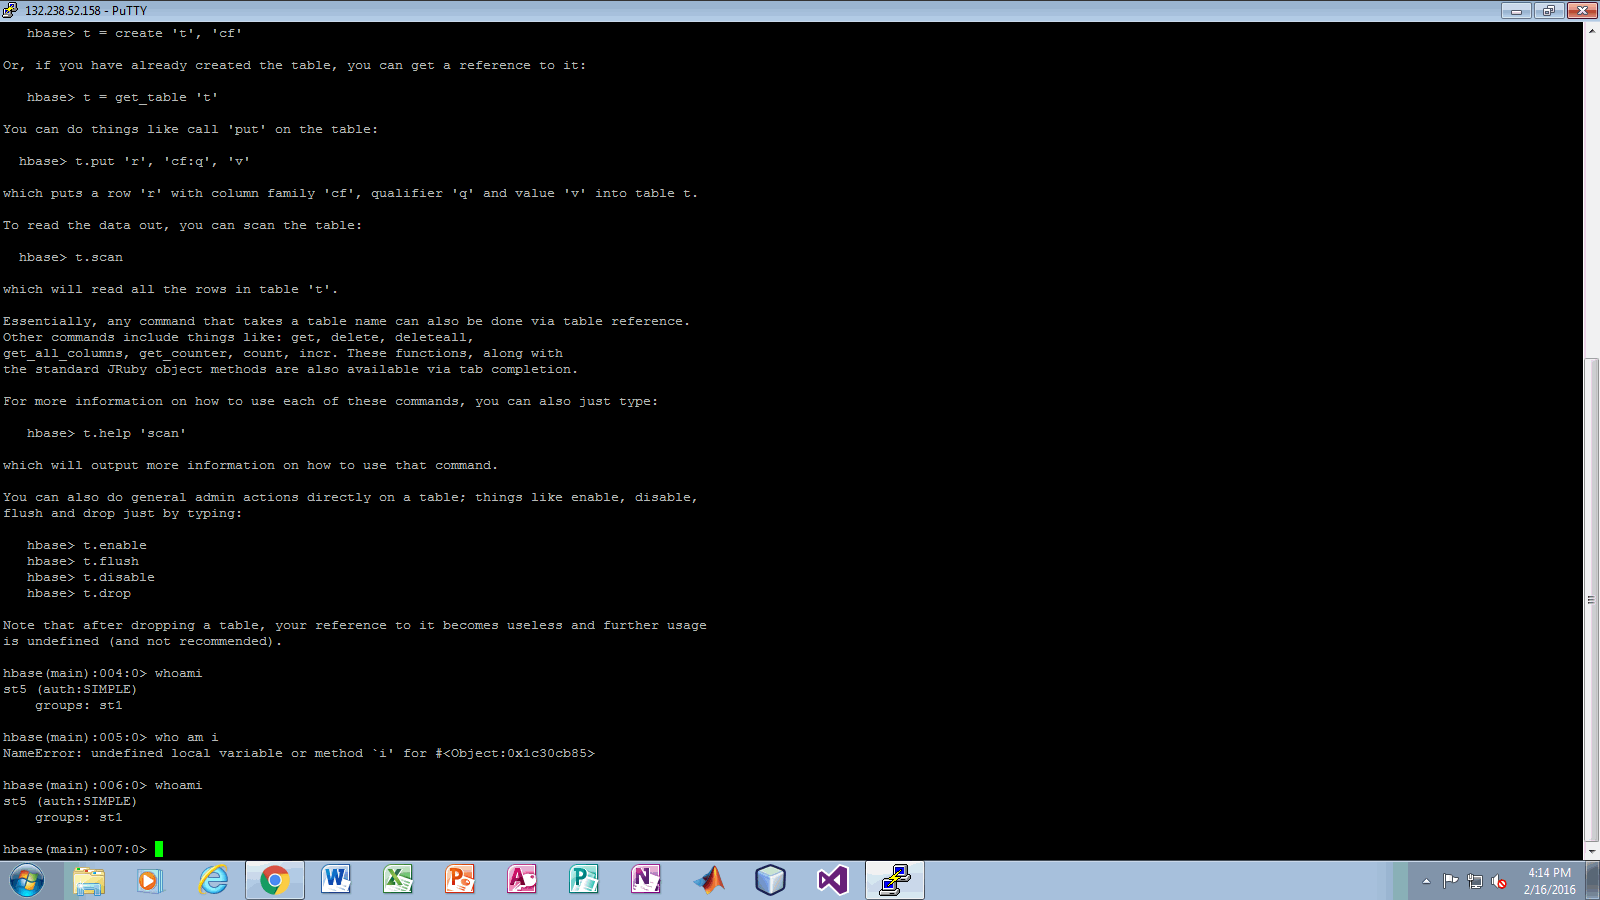 132.238.52.158 - PuTTY
hbase> t = create 't', 'cf'
Or, if you have already created the table, you can get a reference to it:
hbase> t = get_table 't'
You can do things like call 'put' on the table:
hbase> t.put 'r', 'cf:q', 'v'
which puts a row 'r' with column family 'cf', qualifier 'q' and value 'v' into table t.
To read the data out, you can scan the table:
hbase> t.scan
which will read all the rows in table 't'.
Essentially, any command that takes a table name can also be done via table reference.
Other commands include things like: get, delete, deleteall,
get_all_columns, get_counter, count, incr. These functions, along with
the standard JRuby object methods are also available via tab completion.
For more information on how to use each of these commands, you can also just type:
hbase> t.help 'scan'
which will output more information on how to use that command.
You can also do general admin actions directly on a table; things like enable, disable,
flush and drop just by typing:
hbase> t.enable
hbase> t.flush
hbase> t.disable
hbase> t.drop
Note that after dropping a table, your reference to it becomes useless and further usage
is undefined (and not recommended).
hbase(main):004:0> whoami
st5 (auth:SIMPLE)
groups: st1
hbase(main):005:0> who am i
NameError: undefined local variable or method `i' for #<Object:0x1c30cb85>
hbase(main):006:0> whoami
st5 (auth:SIMPLE)
groups: st1
hbase(main):007:0>
4:14 PM
2/16/2016